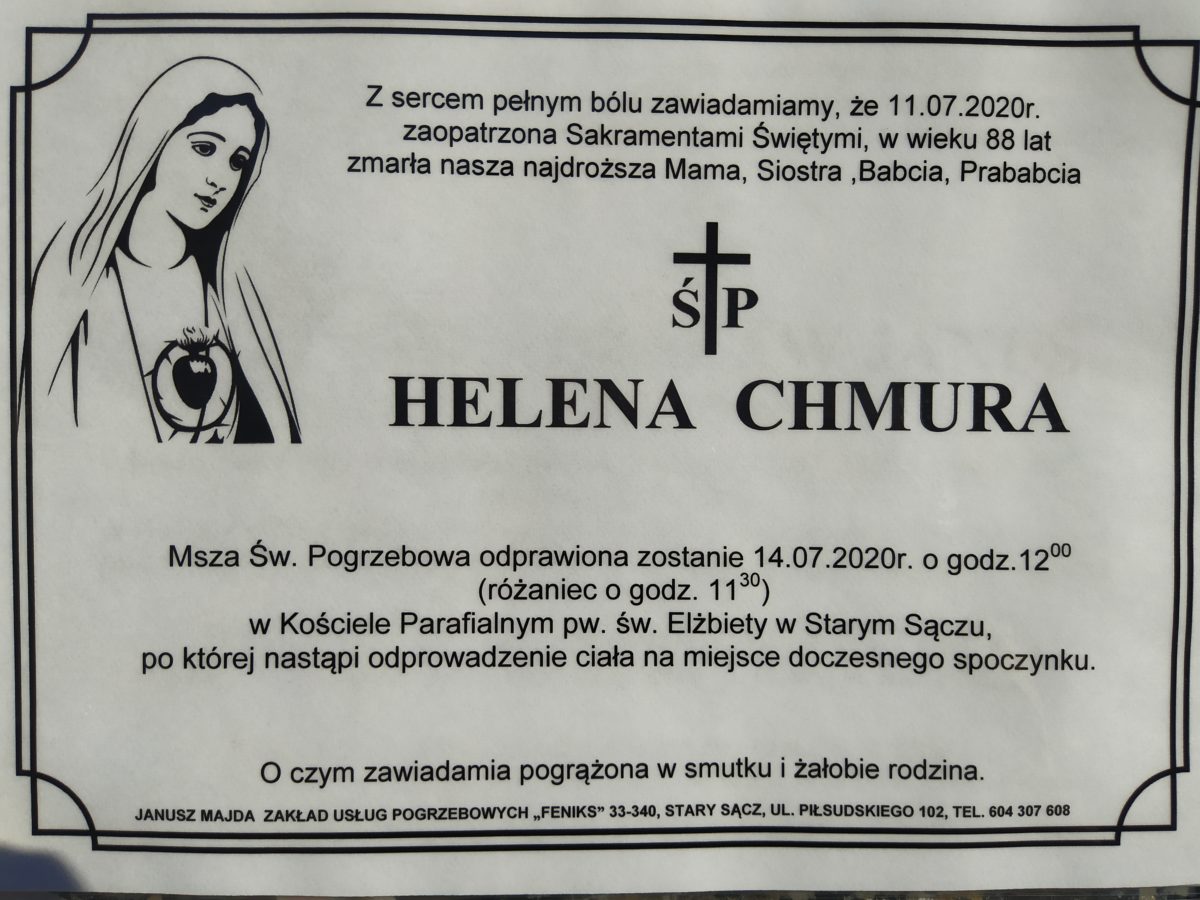 Z sercem pełnym bólu zawiadamiamy, że 11.07.2020r.
zaopatrzona Sakramentami Świętymi, w wieku 88 lat
zmarła nasza najdroższa Mama, Siostra ,Babcia, Prababcia
Ś P
HELENA CHMURA
Msza Św. Pogrzebowa odprawiona zostanie 14.07.2020r. o godz.12⁰⁰
(różaniec o godz. 11³⁰)
w Kościele Parafialnym pw. św. Elżbiety w Starym Sączu,
po której nastąpi odprowadzenie ciała na miejsce doczesnego spoczynku.
O czym zawiadamia pogrążona w smutku i żałobie rodzina.
JANUSZ MAJDA ZAKŁAD USŁUG POGRZEBOWYCH „FENIKS” 33-340, STARY SĄCZ, UL. PIŁSUDSKIEGO 102, TEL. 604 307 608